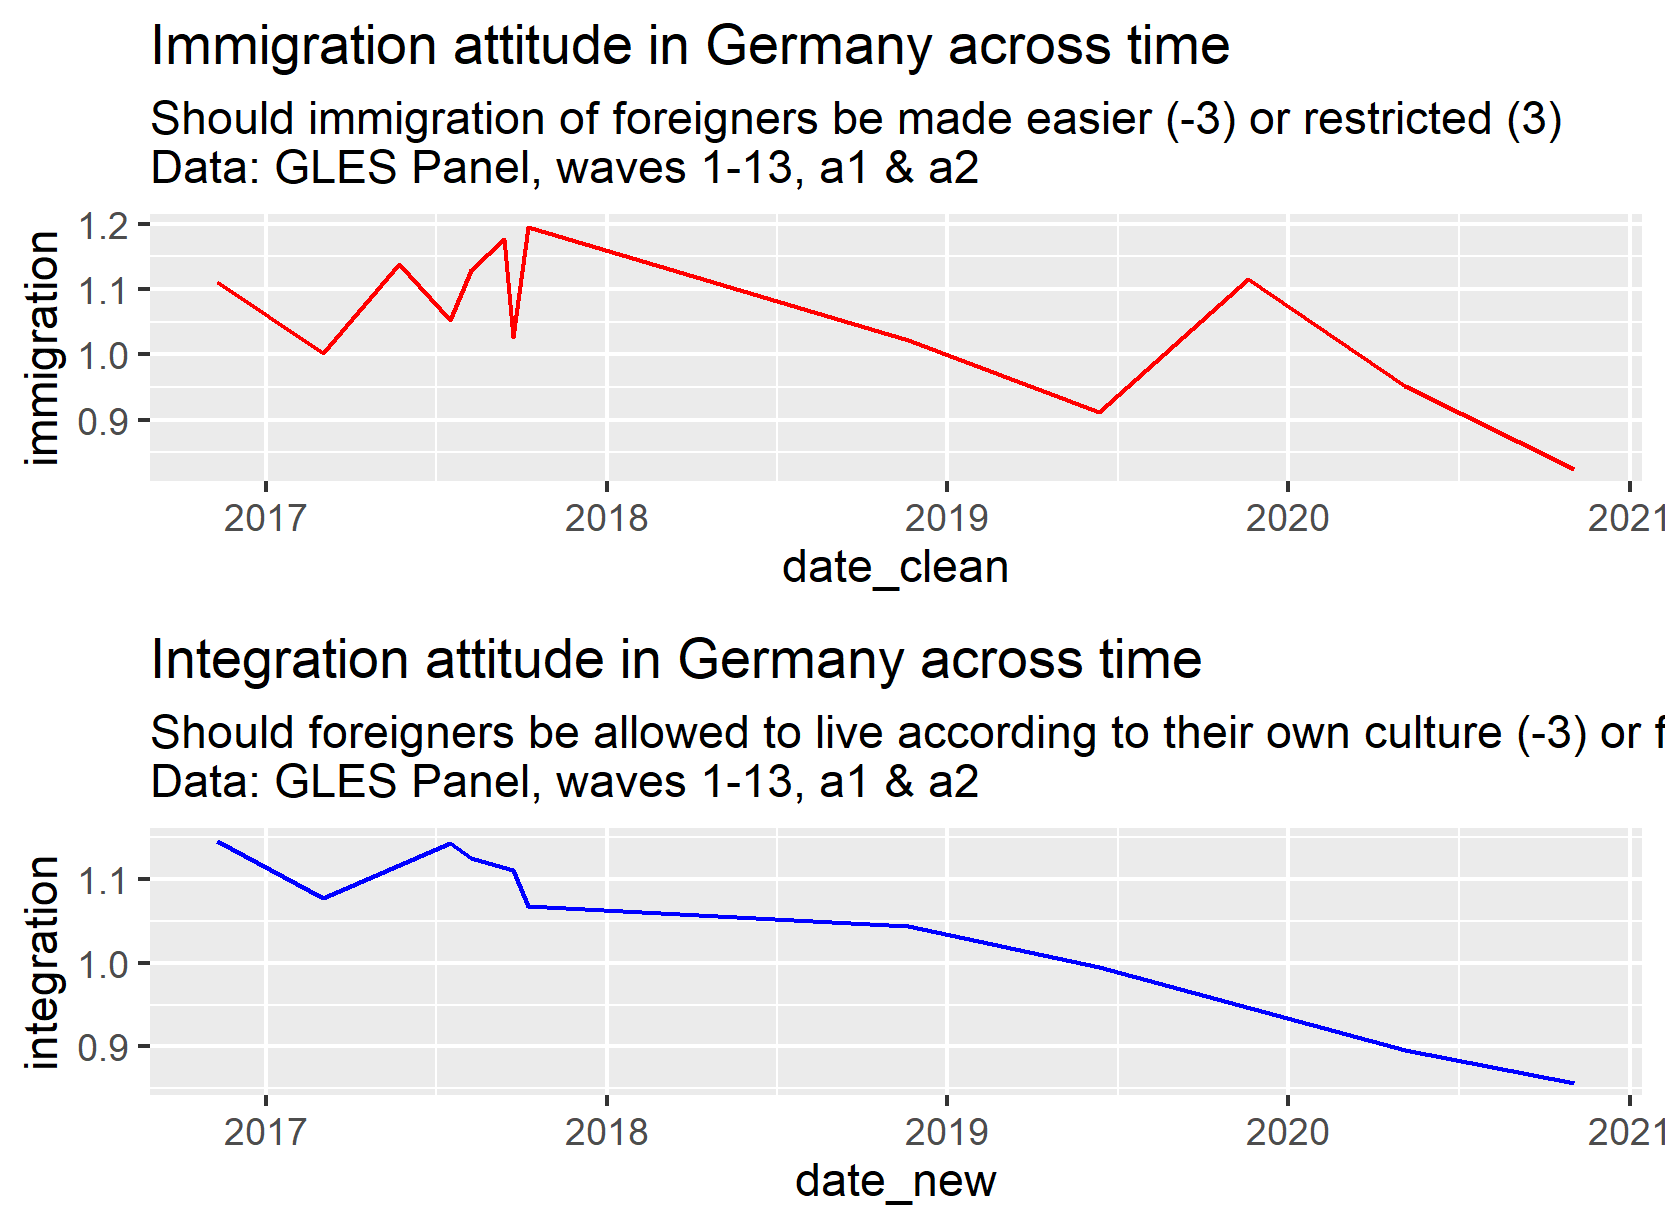 Immigration attitude in Germany across time
Should immigration of foreigners be made easier (-3) or restricted (3)
Data: GLES Panel, waves 1-13, a1 & a2
immigration
1.2
1.1
1.0
0.9
2017 2018 2019 2020 2021
date_clean
Integration attitude in Germany across time
Should foreigners be allowed to live according to their own culture (-3) or f
Data: GLES Panel, waves 1-13, a1 & a2
integration
1.1
1.0
0.9
2017 2018 2019 2020 2021
date_new